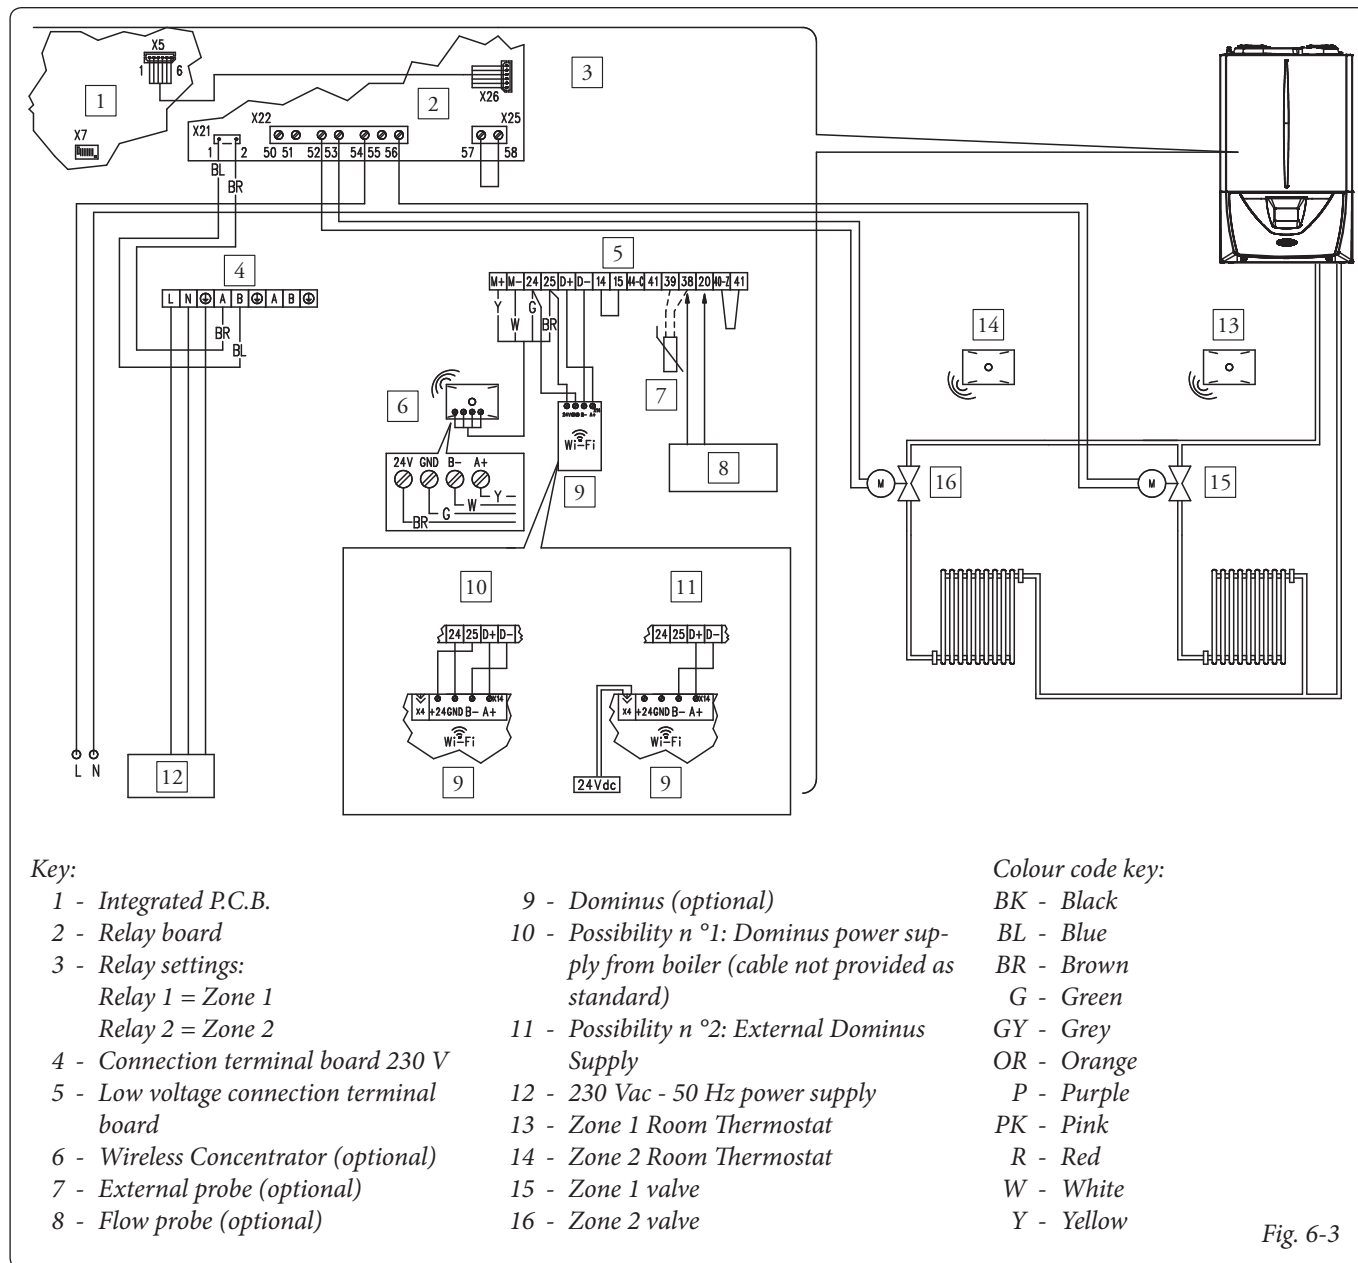 X5
1 6
1
X7
X26
2
3
X21
X22
X25
1 2
50 51 52 53 54 55 56
57 58
BL
BR
4
L N A B A B
BR
BL
5
M+ M- 24 25 D+ D- 14 15 44-C 41 39 38 20 40-Z 41
Y
W
G
BR
6
24V GND B- A+
Wi-Fi
9
7
8
24V GND B- A+
Y
W
G
BR
14
13
M
16
M
15
10
24 25 D+ D-
X14
X4 +24 GND B- A+
Wi-Fi
9
11
24 25 D+ D-
X14
X4 +24 GND B- A+
Wi-Fi
24Vdc
9
L N
12
Key:
1 - Integrated P.C.B.
2 - Relay board
3 - Relay settings:
Relay 1 = Zone 1
Relay 2 = Zone 2
4 - Connection terminal board 230 V
5 - Low voltage connection terminal
board
6 - Wireless Concentrator (optional)
7 - External probe (optional)
8 - Flow probe (optional)
9 - Dominus (optional)
10 - Possibility n °1: Dominus power sup-
ply from boiler (cable not provided as
standard)
11 - Possibility n °2: External Dominus
Supply
12 - 230 Vac - 50 Hz power supply
13 - Zone 1 Room Thermostat
14 - Zone 2 Room Thermostat
15 - Zone 1 valve
16 - Zone 2 valve
Colour code key:
BK - Black
BL - Blue
BR - Brown
G - Green
GY - Grey
OR - Orange
P - Purple
PK - Pink
R - Red
W - White
Y - Yellow
Fig. 6-3